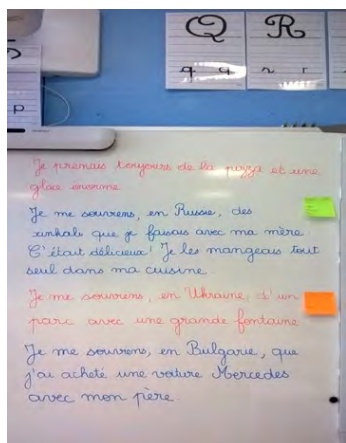 Q R
q q r r
P
Je prenais toujours de la pizza et une
glace énorme
Je me souviens, en Russie, des
xinkali que je faisais avec ma mère.
C'était délicieux! Je les mangeais tout
seul dans ma cuisine.
Je me souviens, en Ukraine, d'un
parc avec une grande fontaine
Je me souviens, en Bulgarie, que
j'ai acheté une voiture Mercedes
avec mon père